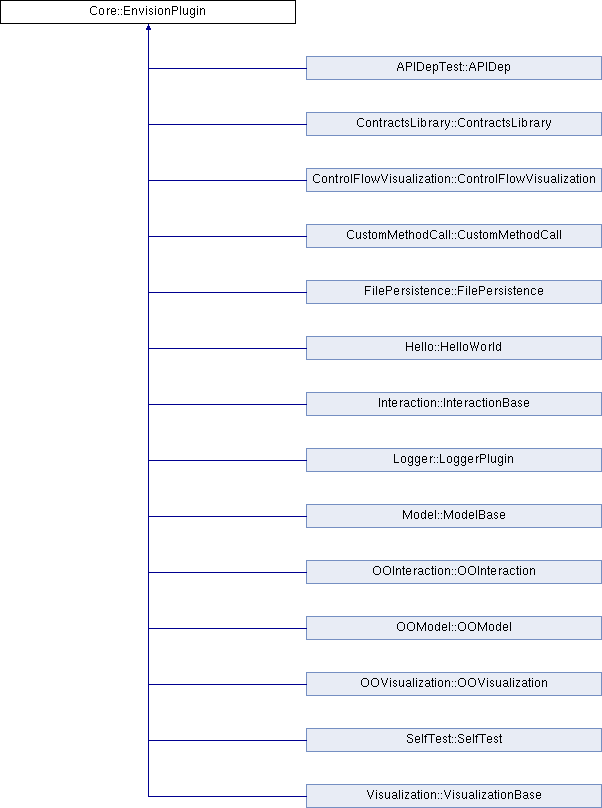 Core::EnvisionPlugin
APIDepTest::APIDep
ContractsLibrary::ContractsLibrary
ControlFlowVisualization::ControlFlowVisualization
CustomMethodCall::CustomMethodCall
FilePersistence::FilePersistence
Hello::HelloWorld
Interaction::InteractionBase
Logger::LoggerPlugin
Model::ModelBase
OOInteraction::OOInteraction
OOModel::OOModel
OOVisualization::OOVisualization
SelfTest::SelfTest
Visualization::VisualizationBase